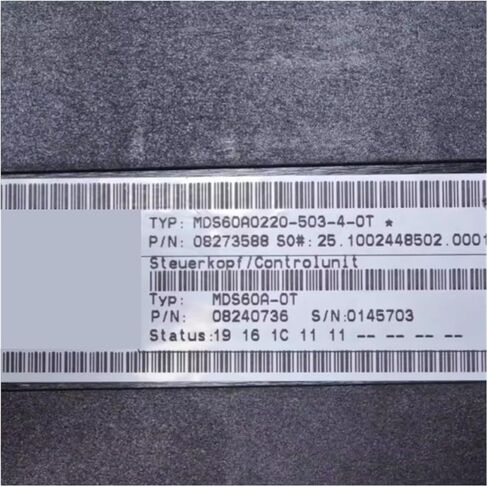 TYP: MDS60A0220-503-4-0T *
P/N: 08273588 SO#: 25.1002448502.0001
Steuerkopf/Controlunit
Typ: MDS60A-0T
P/N: 08240736 S/N:0145703
Status:19 16 1C 11 11 -- -- -- --